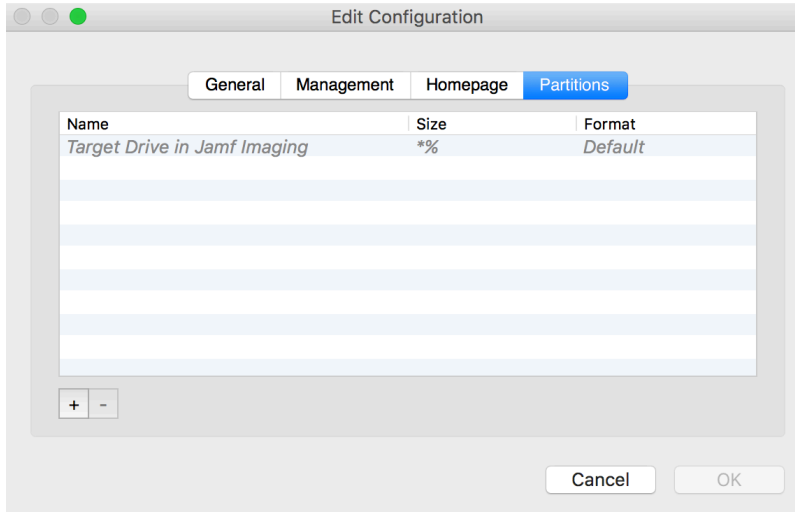 Edit Configuration
General Management Homepage Partitions
Name Size Format
Target Drive in Jamf Imaging *% Default
+ -
Cancel OK